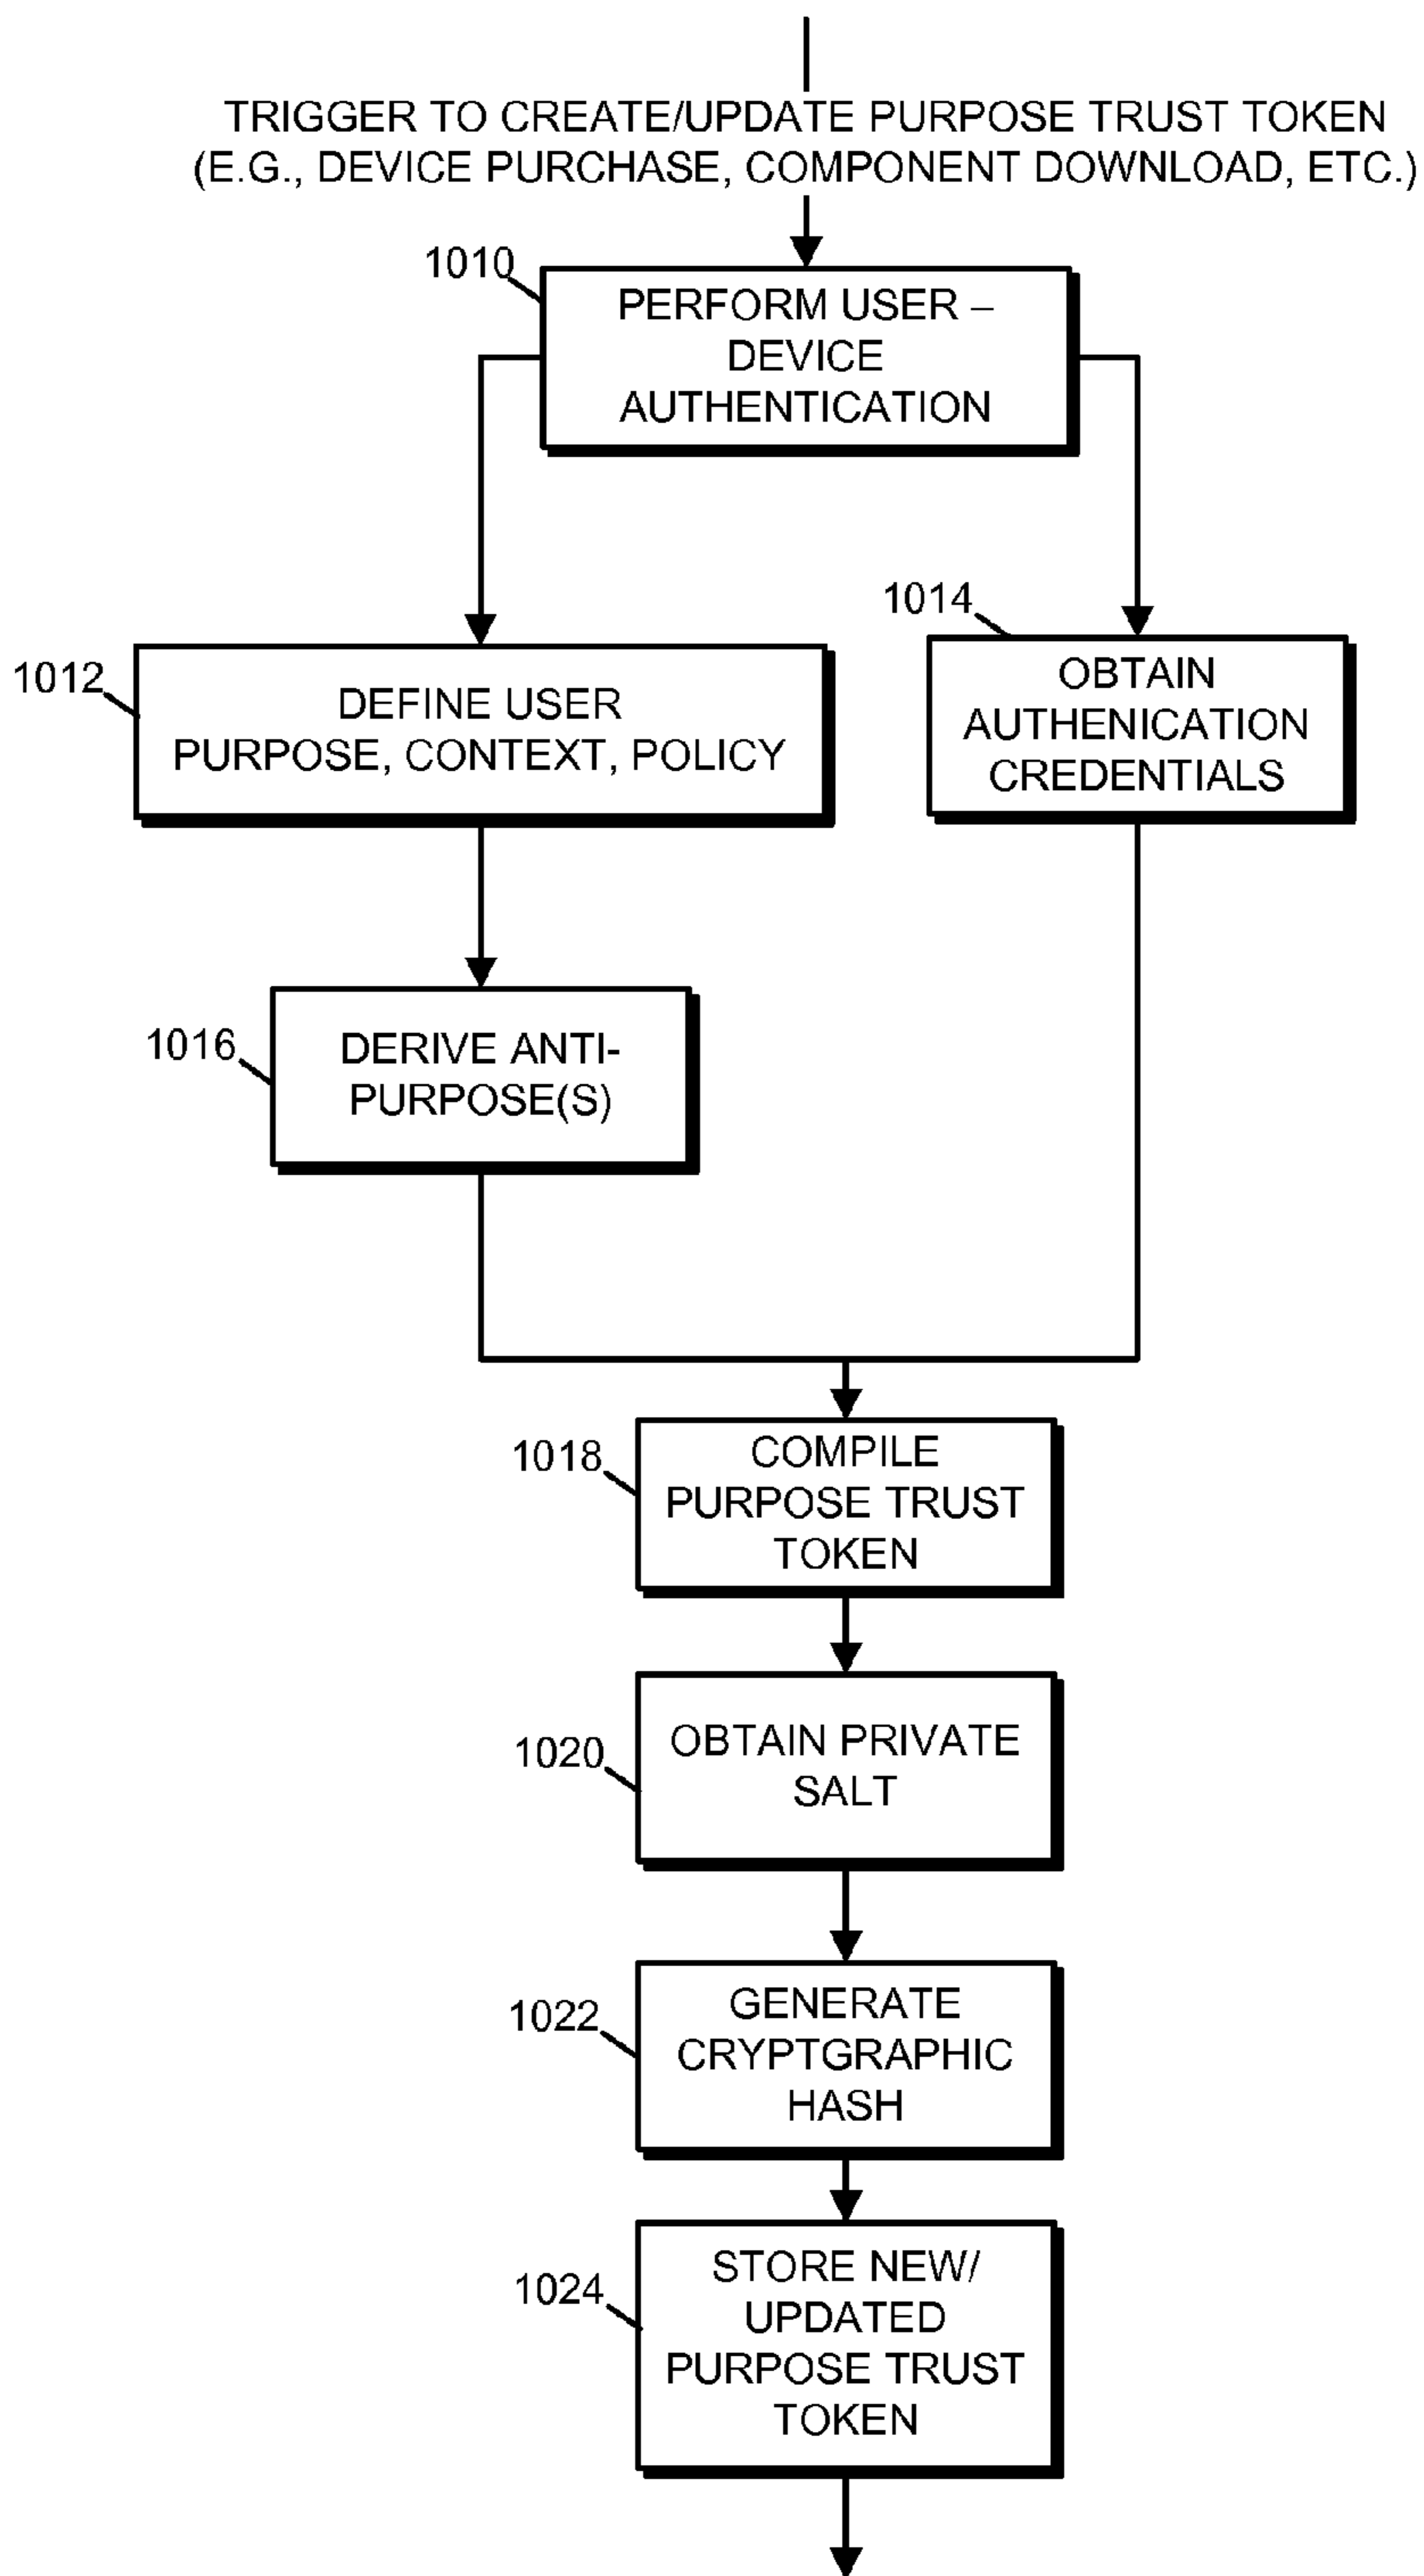 TRIGGER TO CREATE/UPDATE PURPOSE TRUST TOKEN
(E.G., DEVICE PURCHASE, COMPONENT DOWNLOAD, ETC.)
1010
PERFORM USER –
DEVICE
AUTHENTICATION
1012
DEFINE USER
PURPOSE, CONTEXT, POLICY
1014
OBTAIN
AUTHENICATION
CREDENTIALS
1016
DERIVE ANTI-
PURPOSE(S)
1018
COMPILE
PURPOSE TRUST
TOKEN
1020
OBTAIN PRIVATE
SALT
1022
GENERATE
CRYPTGRAPHIC
HASH
1024
STORE NEW/
UPDATED
PURPOSE TRUST
TOKEN